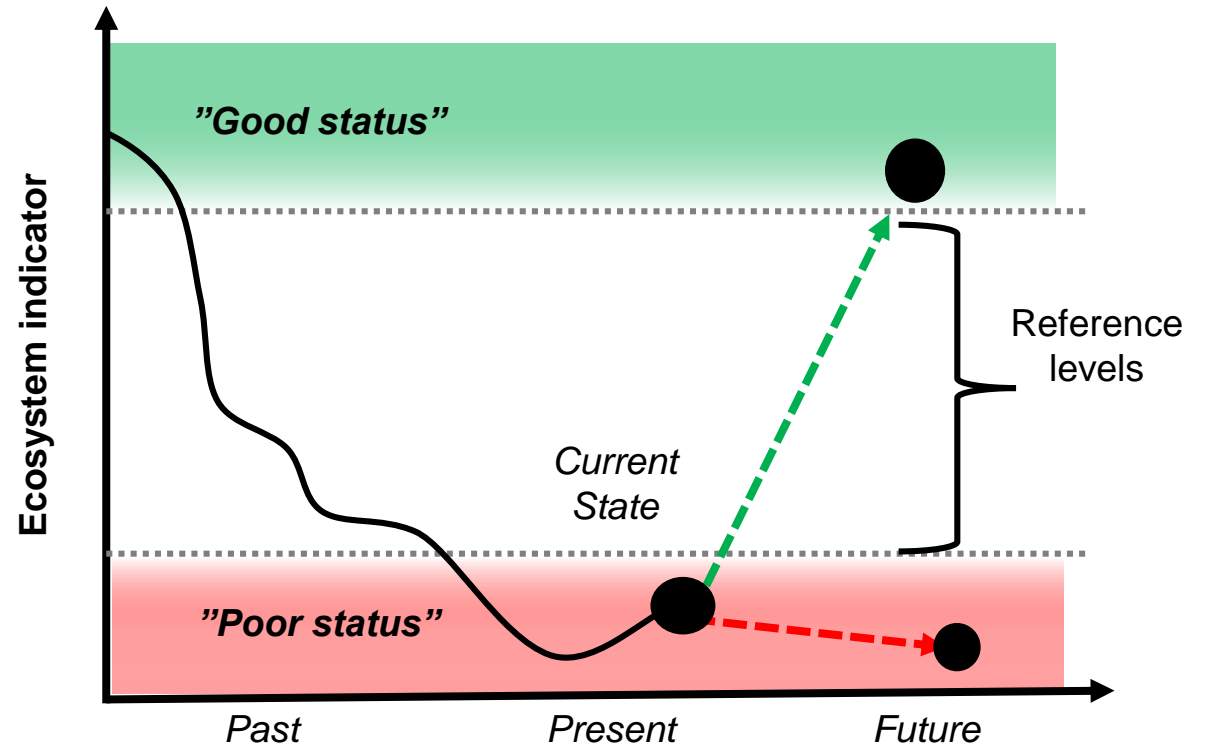 ”Good status”
Ecosystem indicator
Reference
levels
Current
State
”Poor status”
Past
Present
Future